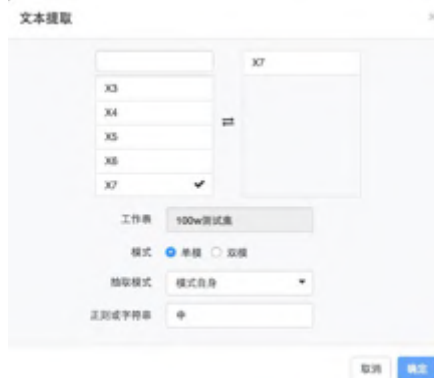 文本提取
X7
X3
X4
X5
X6
X7
工作表 100w测试集
模式 单模 双模
抽取模式 模式自身
正则或字符串 中
取消 确定